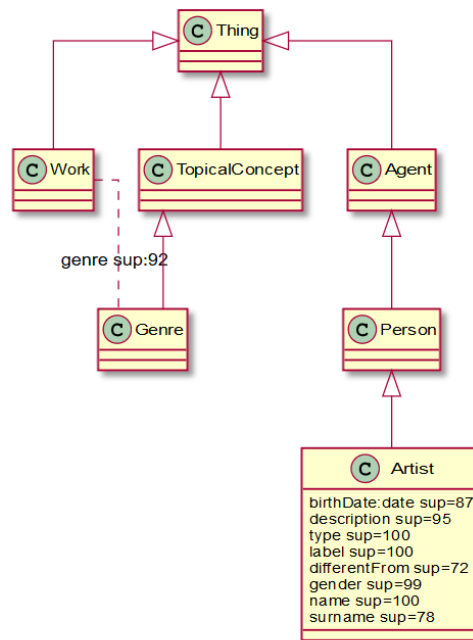 C Thing
C Work
C TopicalConcept
C Agent
genre sup:92
C Genre
C Person
C Artist
birthDate:date sup=87
description sup=95
type sup=100
label sup=100
differentFrom sup=72
gender sup=99
name sup=100
surname sup=78